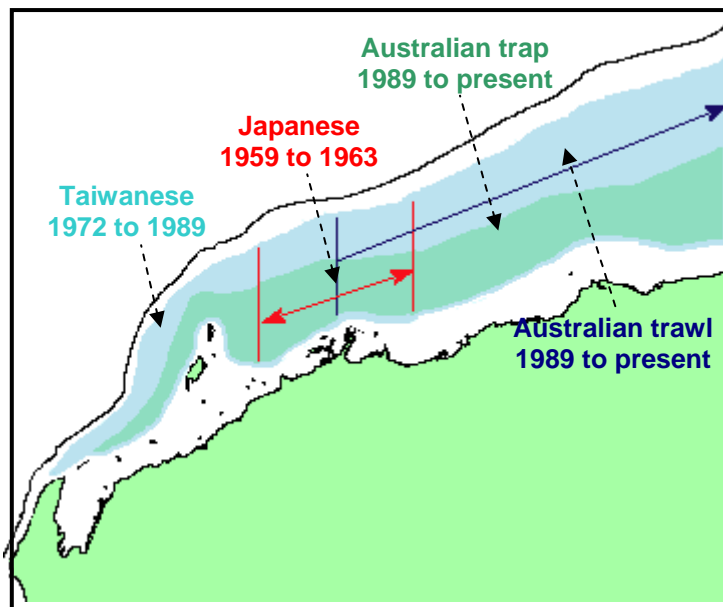 Australian trap
1989 to present
Japanese
1959 to 1963
Taiwanese
1972 to 1989
Australian trawl
1989 to present